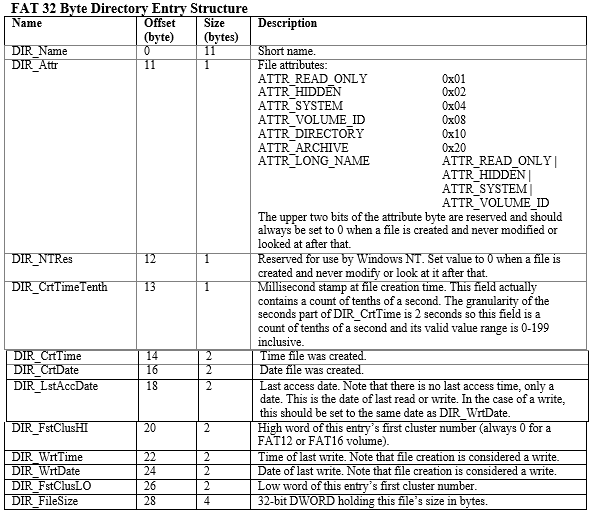 FAT 32 Byte Directory Entry Structure
Name Offset (byte) Size (bytes) Description
DIR_Name 0 11 Short name.
DIR_Attr 11 1 File attributes:
ATTR_READ_ONLY 0x01
ATTR_HIDDEN 0x02
ATTR_SYSTEM 0x04
ATTR_VOLUME_ID 0x08
ATTR_DIRECTORY 0x10
ATTR_ARCHIVE 0x20
ATTR_LONG_NAME ATTR_READ_ONLY |
ATTR_HIDDEN |
ATTR_SYSTEM |
ATTR_VOLUME_ID
The upper two bits of the attribute byte are reserved and should
always be set to 0 when a file is created and never modified or
looked at after that.
DIR_NTRes 12 1 Reserved for use by Windows NT. Set value to 0 when a file is
created and never modify or look at it after that.
DIR_CrtTimeTenth 13 1 Millisecond stamp at file creation time. This field actually
contains a count of tenths of a second. The granularity of the
seconds part of DIR_CrtTime is 2 seconds so this field is a
count of tenths of a second and its valid value range is 0-199
inclusive.
DIR_CrtTime 14 2 Time file was created.
DIR_CrtDate 16 2 Date file was created.
DIR_LstAccDate 18 2 Last access date. Note that there is no last access time, only a
date. This is the date of last read or write. In the case of a write,
this should be set to the same date as DIR_WrtDate.
DIR_FstClusHI 20 2 High word of this entry's first cluster number (always 0 for a
FAT12 or FAT16 volume).
DIR_WrtTime 22 2 Time of last write. Note that file creation is considered a write.
DIR_WrtDate 24 2 Date of last write. Note that file creation is considered a write.
DIR_FstClusLO 26 2 Low word of this entry's first cluster number.
DIR_FileSize 28 4 32-bit DWORD holding this file's size in bytes.